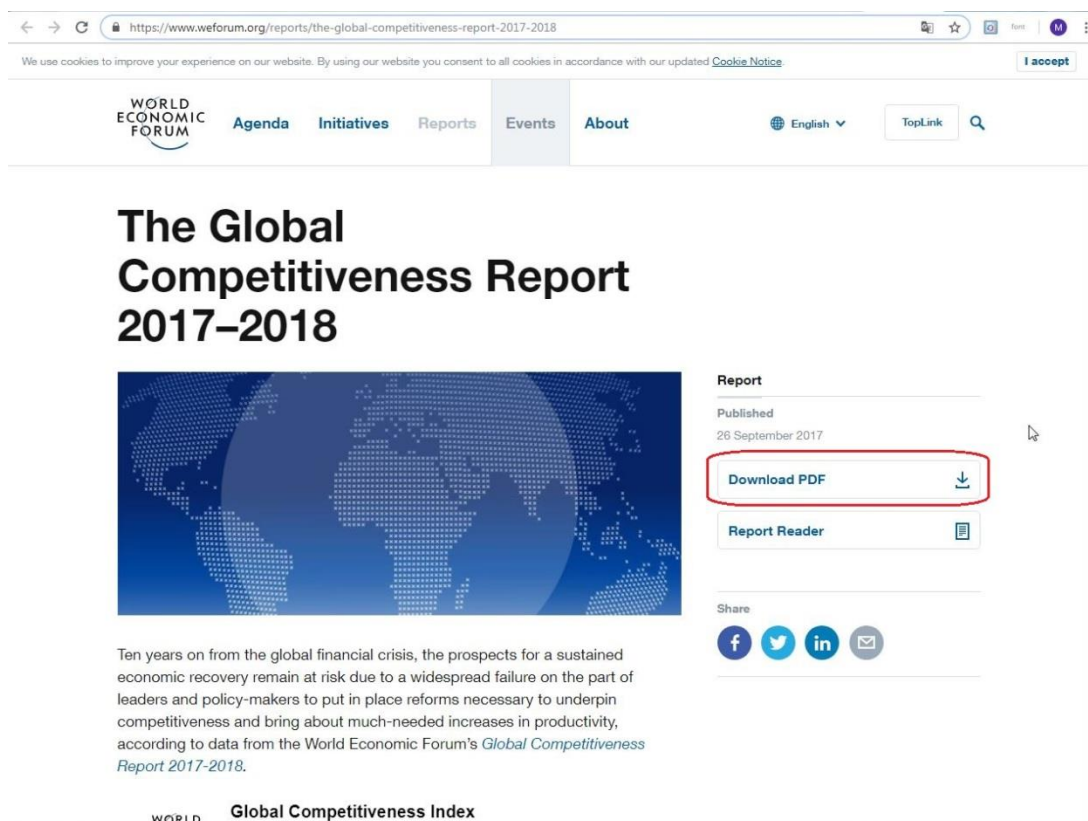 https://www.weforum.org/reports/the-global-competitiveness-report-2017-2018
M
We use cookies to improve your experience on our website. By using our website you consent to all cookies in accordance with our updated Cookie Notice.
I accept
WORLD
ECONOMIC
FORUM
Agenda Initiatives Reports Events About
English
TopLink
The Global
Competitiveness Report
2017–2018
Report
Published
26 September 2017
Download PDF
Report Reader
Share
Ten years on from the global financial crisis, the prospects for a sustained
economic recovery remain at risk due to a widespread failure on the part of
leaders and policy-makers to put in place reforms necessary to underpin
competitiveness and bring about much-needed increases in productivity,
according to data from the World Economic Forum's Global Competitiveness
Report 2017-2018.
WORLD
Global Competitiveness Index